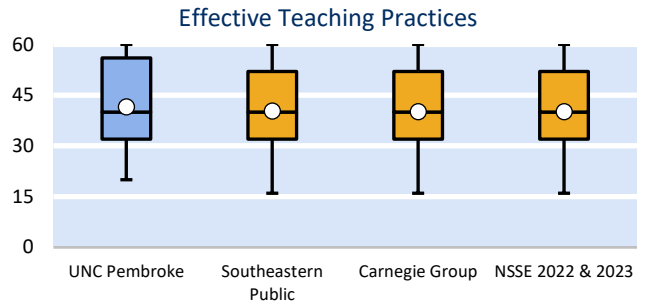 Effective Teaching Practices
60
45
30
15
0
UNC Pembroke
Southeastern
Public
Carnegie Group
NSSE 2022 & 2023